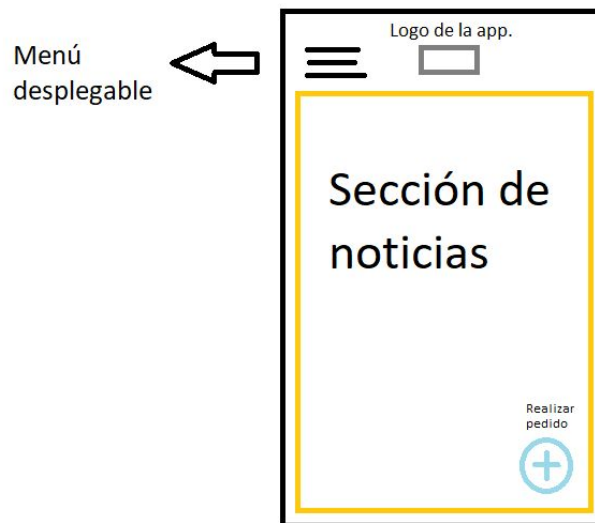 Logo de la app.
Menú
desplegable
Sección de
noticias
Realizar
pedido